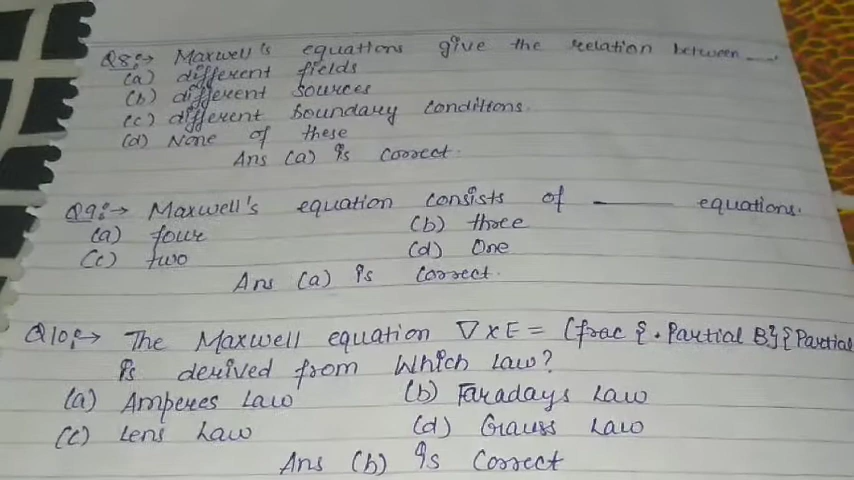 Q8:→ Maxwell's equations give the relation between ___.
(a) different fields
(b) different sources
(c) different boundary conditions.
(d) None of these
Ans (a) is correct.
Q9:→ Maxwell's equation consists of ____ equations.
(a) four (b) three
(c) two (d) One
Ans (a) is correct.
Q10:→ The Maxwell equation ∇×E = (frac {.Partial B}{Partial
is derived from Which Law?
(a) Amperes Law (b) Faradays Law
(c) Lens Law (d) Grauss Law
Ans (b) is correct